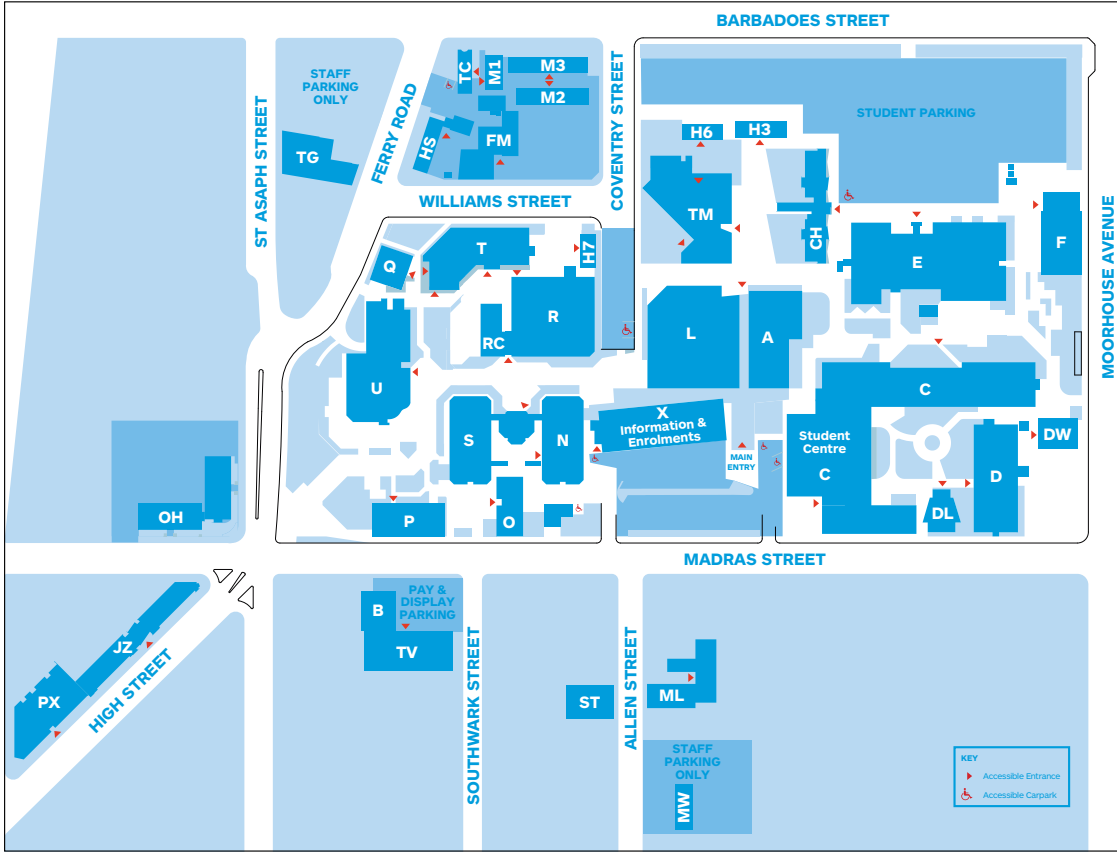 BARBADOES STREET
STAFF
PARKING
ONLY
TC
M1
M3
M2
STUDENT PARKING
ST ASAPH STREET
TG
FERRY ROAD
HS
FM
COVENTRY STREET
H6
H3
WILLIAMS STREET
TM
CH
F
MOORHOUSE AVENUE
Q
T
H7
E
R
RC
L
A
U
C
S
N
X
Information &
Enrolments
MAIN
ENTRY
Student
Centre
C
DW
D
DL
OH
P
O
MADRAS STREET
PAY &
DISPLAY
PARKING
B
TV
JZ
PX
HIGH STREET
SOUTHWARK STREET
ST
ALLEN STREET
ML
STAFF
PARKING
ONLY
MW
KEY
Accessible Entrance
Accessible Carpark